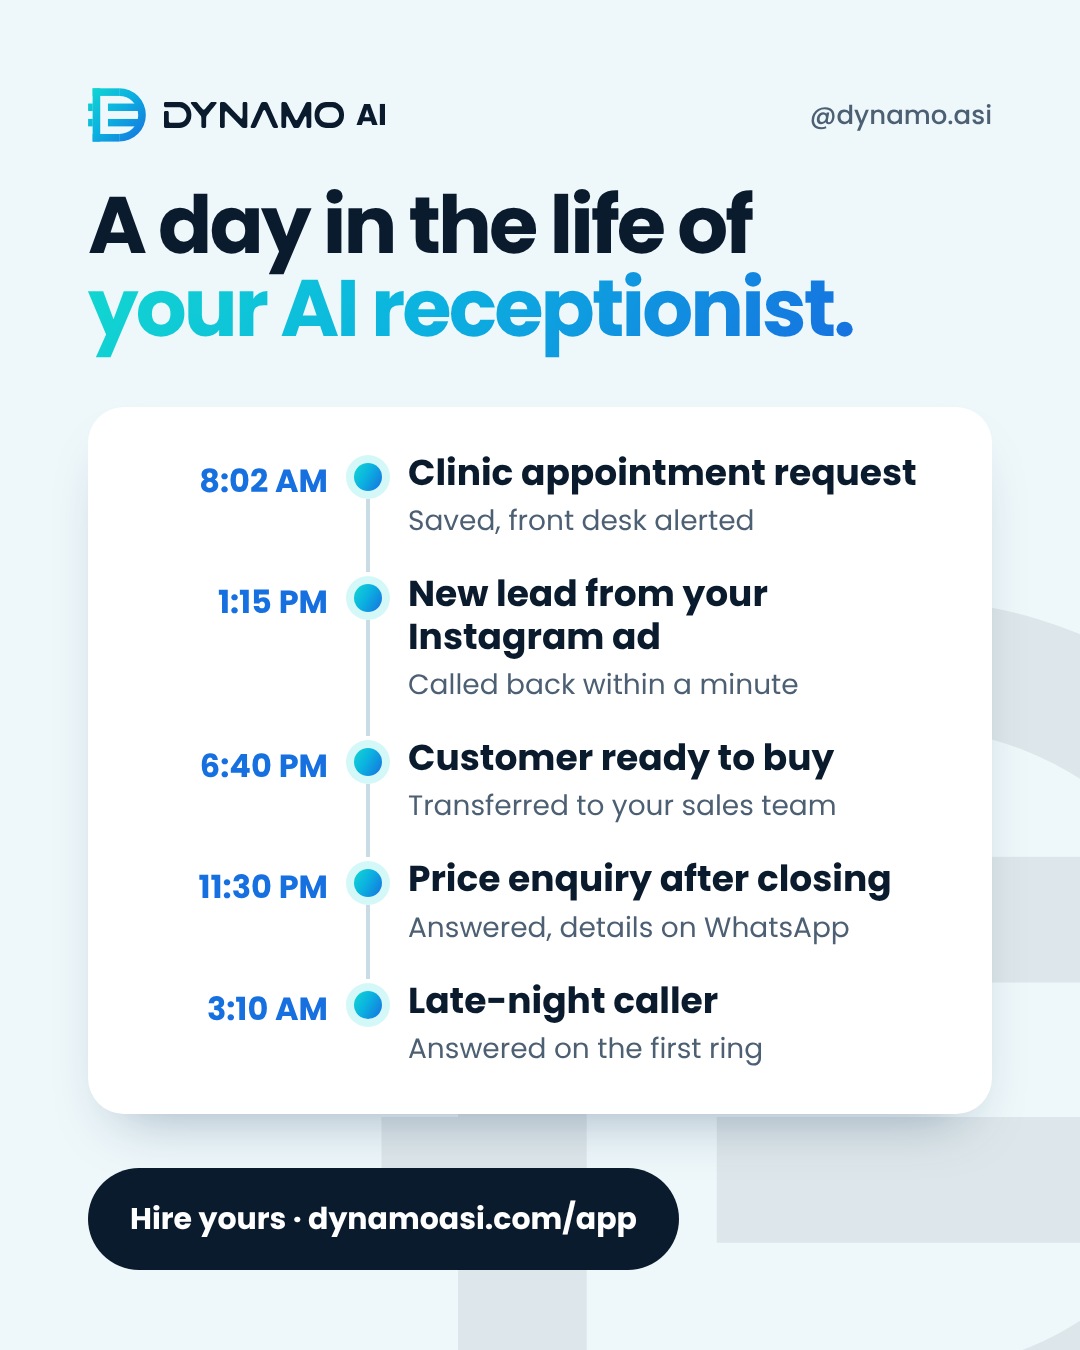 DYNAMO AI
@dynamo.asi
A day in the life of
your AI receptionist.
8:02 AM
Clinic appointment request
Saved, front desk alerted
1:15 PM
New lead from your
Instagram ad
Called back within a minute
6:40 PM
Customer ready to buy
Transferred to your sales team
11:30 PM
Price enquiry after closing
Answered, details on WhatsApp
3:10 AM
Late-night caller
Answered on the first ring
Hire yours · dynamoasi.com/app